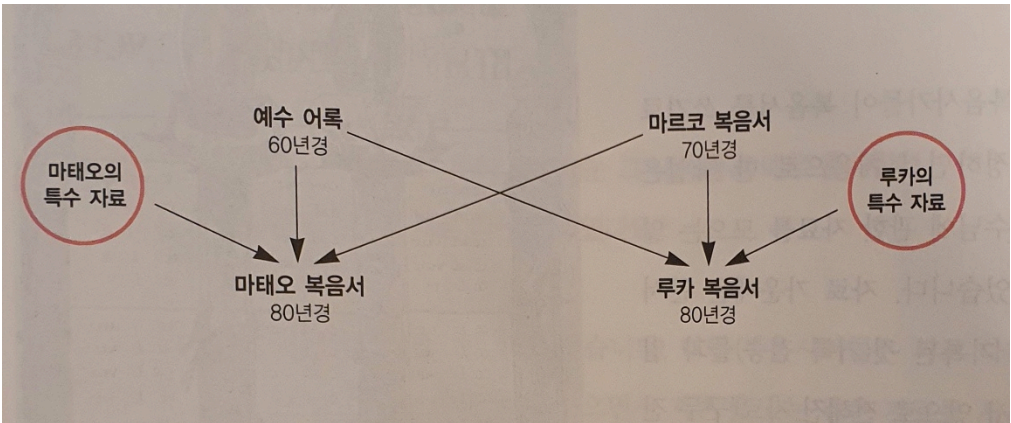 예수 어록
60년경
마르코 복음서
70년경
마태오의
특수 자료
루카의
특수 자료
마태오 복음서
80년경
루카 복음서
80년경